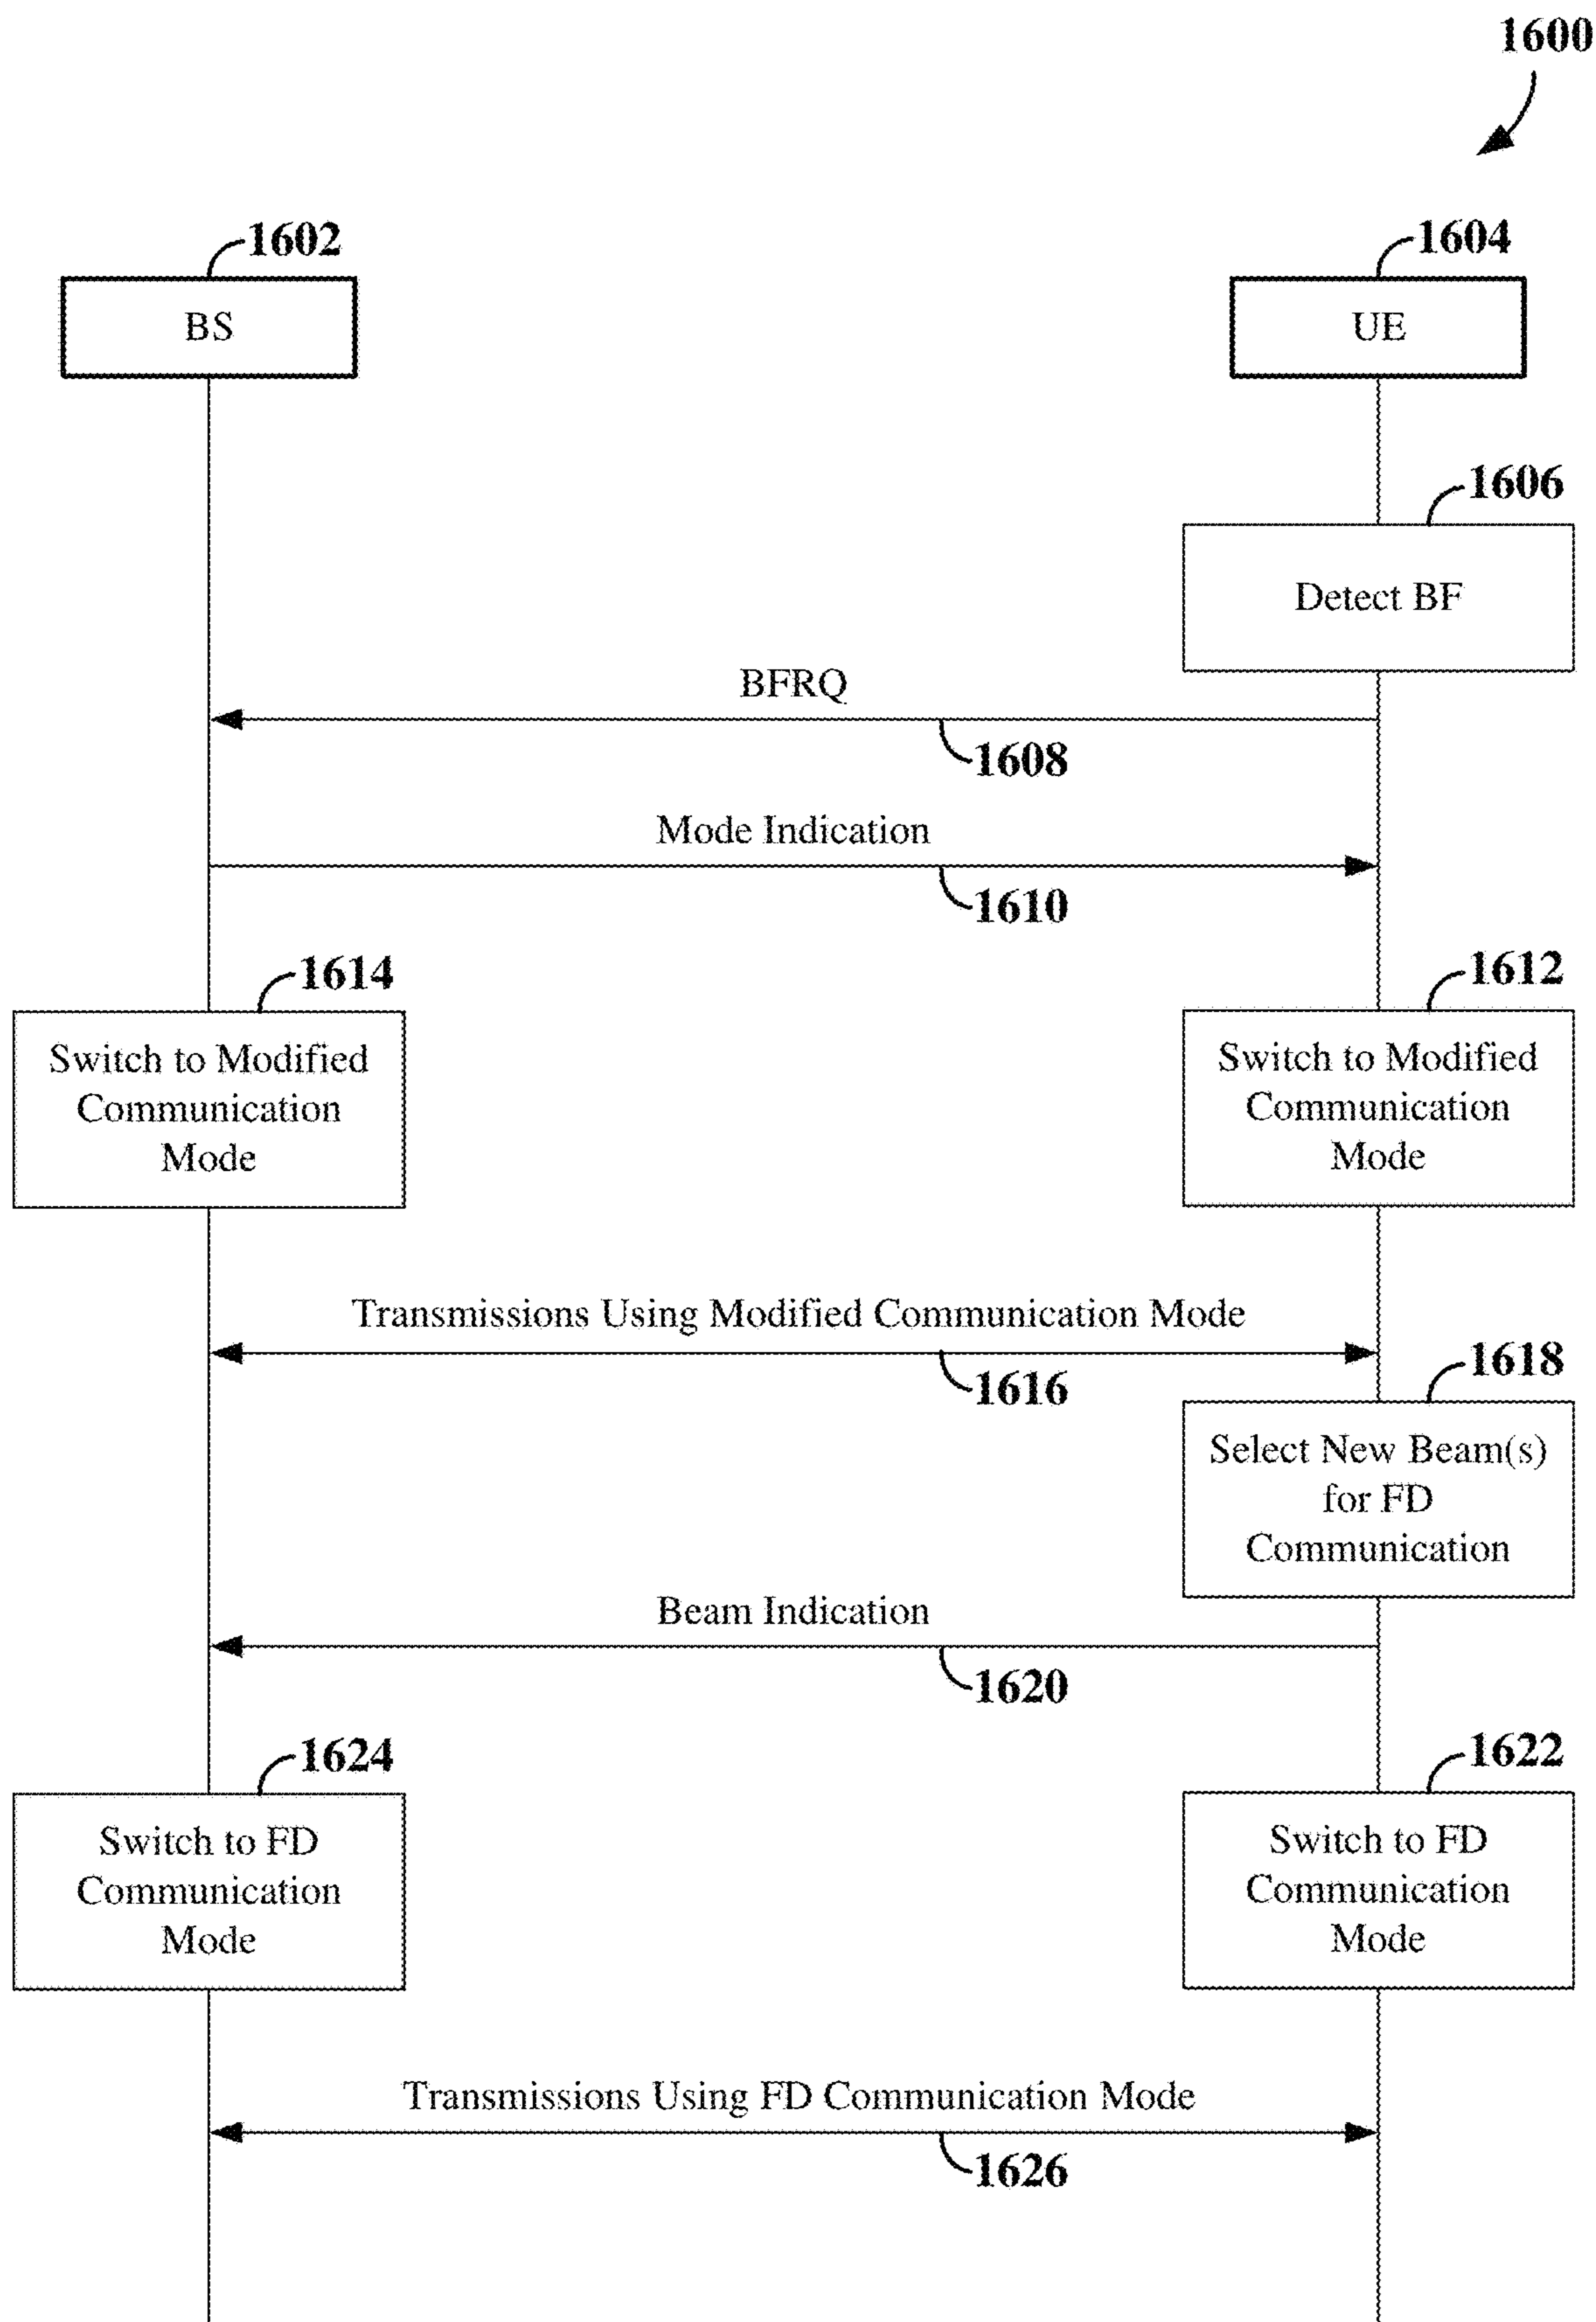 1600
1602
1604
BS
UE
1606
Detect BF
BFRQ
1608
Mode Indication
1610
1614
1612
Switch to Modified
Communication
Mode
Switch to Modified
Communication
Mode
Transmissions Using Modified Communication Mode
1616
1618
Select New Beam(s)
for FD
Communication
Beam Indication
1620
1624
1622
Switch to FD
Communication
Mode
Switch to FD
Communication
Mode
Transmissions Using FD Communication Mode
1626